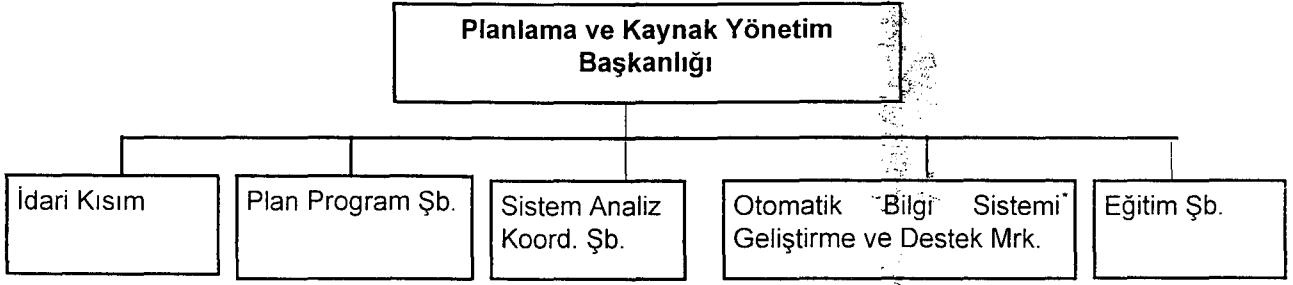 Planlama ve Kaynak Yönetim
Başkanlığı
İdari Kısım
Plan Program Şb.
Sistem Analiz
Koord. Şb.
Otomatik Bilgi Sistemi
Geliştirme ve Destek Mrk.
Eğitim Şb.